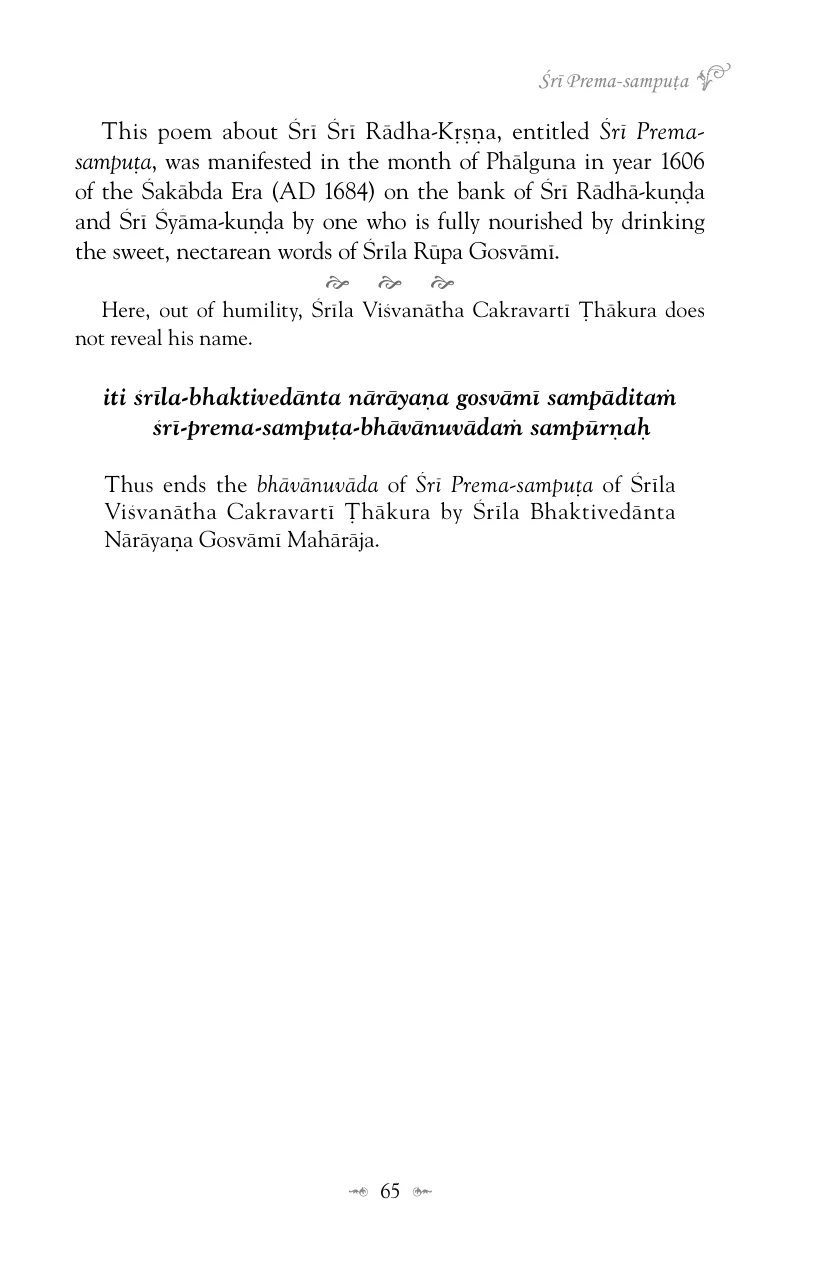 Śrī Prema-sampuṭa
This poem about Śrī Śrī Rādha-Kṛṣṇa, entitled Śrī Prema-
sampuṭa, was manifested in the month of Phālguna in year 1606
of the Śakābda Era (AD 1684) on the bank of Śrī Rādhā-kuṇḍa
and Śrī Śyāma-kuṇḍa by one who is fully nourished by drinking
the sweet, nectarean words of Śrīla Rūpa Gosvāmī.
Here, out of humility, Śrīla Viśvanātha Cakravartī Ṭhākura does
not reveal his name.
iti śrīla-bhaktivedānta nārāyaṇa gosvāmī sampāditaṁ
śrī-prema-sampuṭa-bhāvānuvādaṁ sampūrṇaḥ
Thus ends the bhāvānuvāda of Śrī Prema-sampuṭa of Śrīla
Viśvanātha Cakravartī Ṭhākura by Śrīla Bhaktivedānta
Nārāyaṇa Gosvāmī Mahārāja.
65